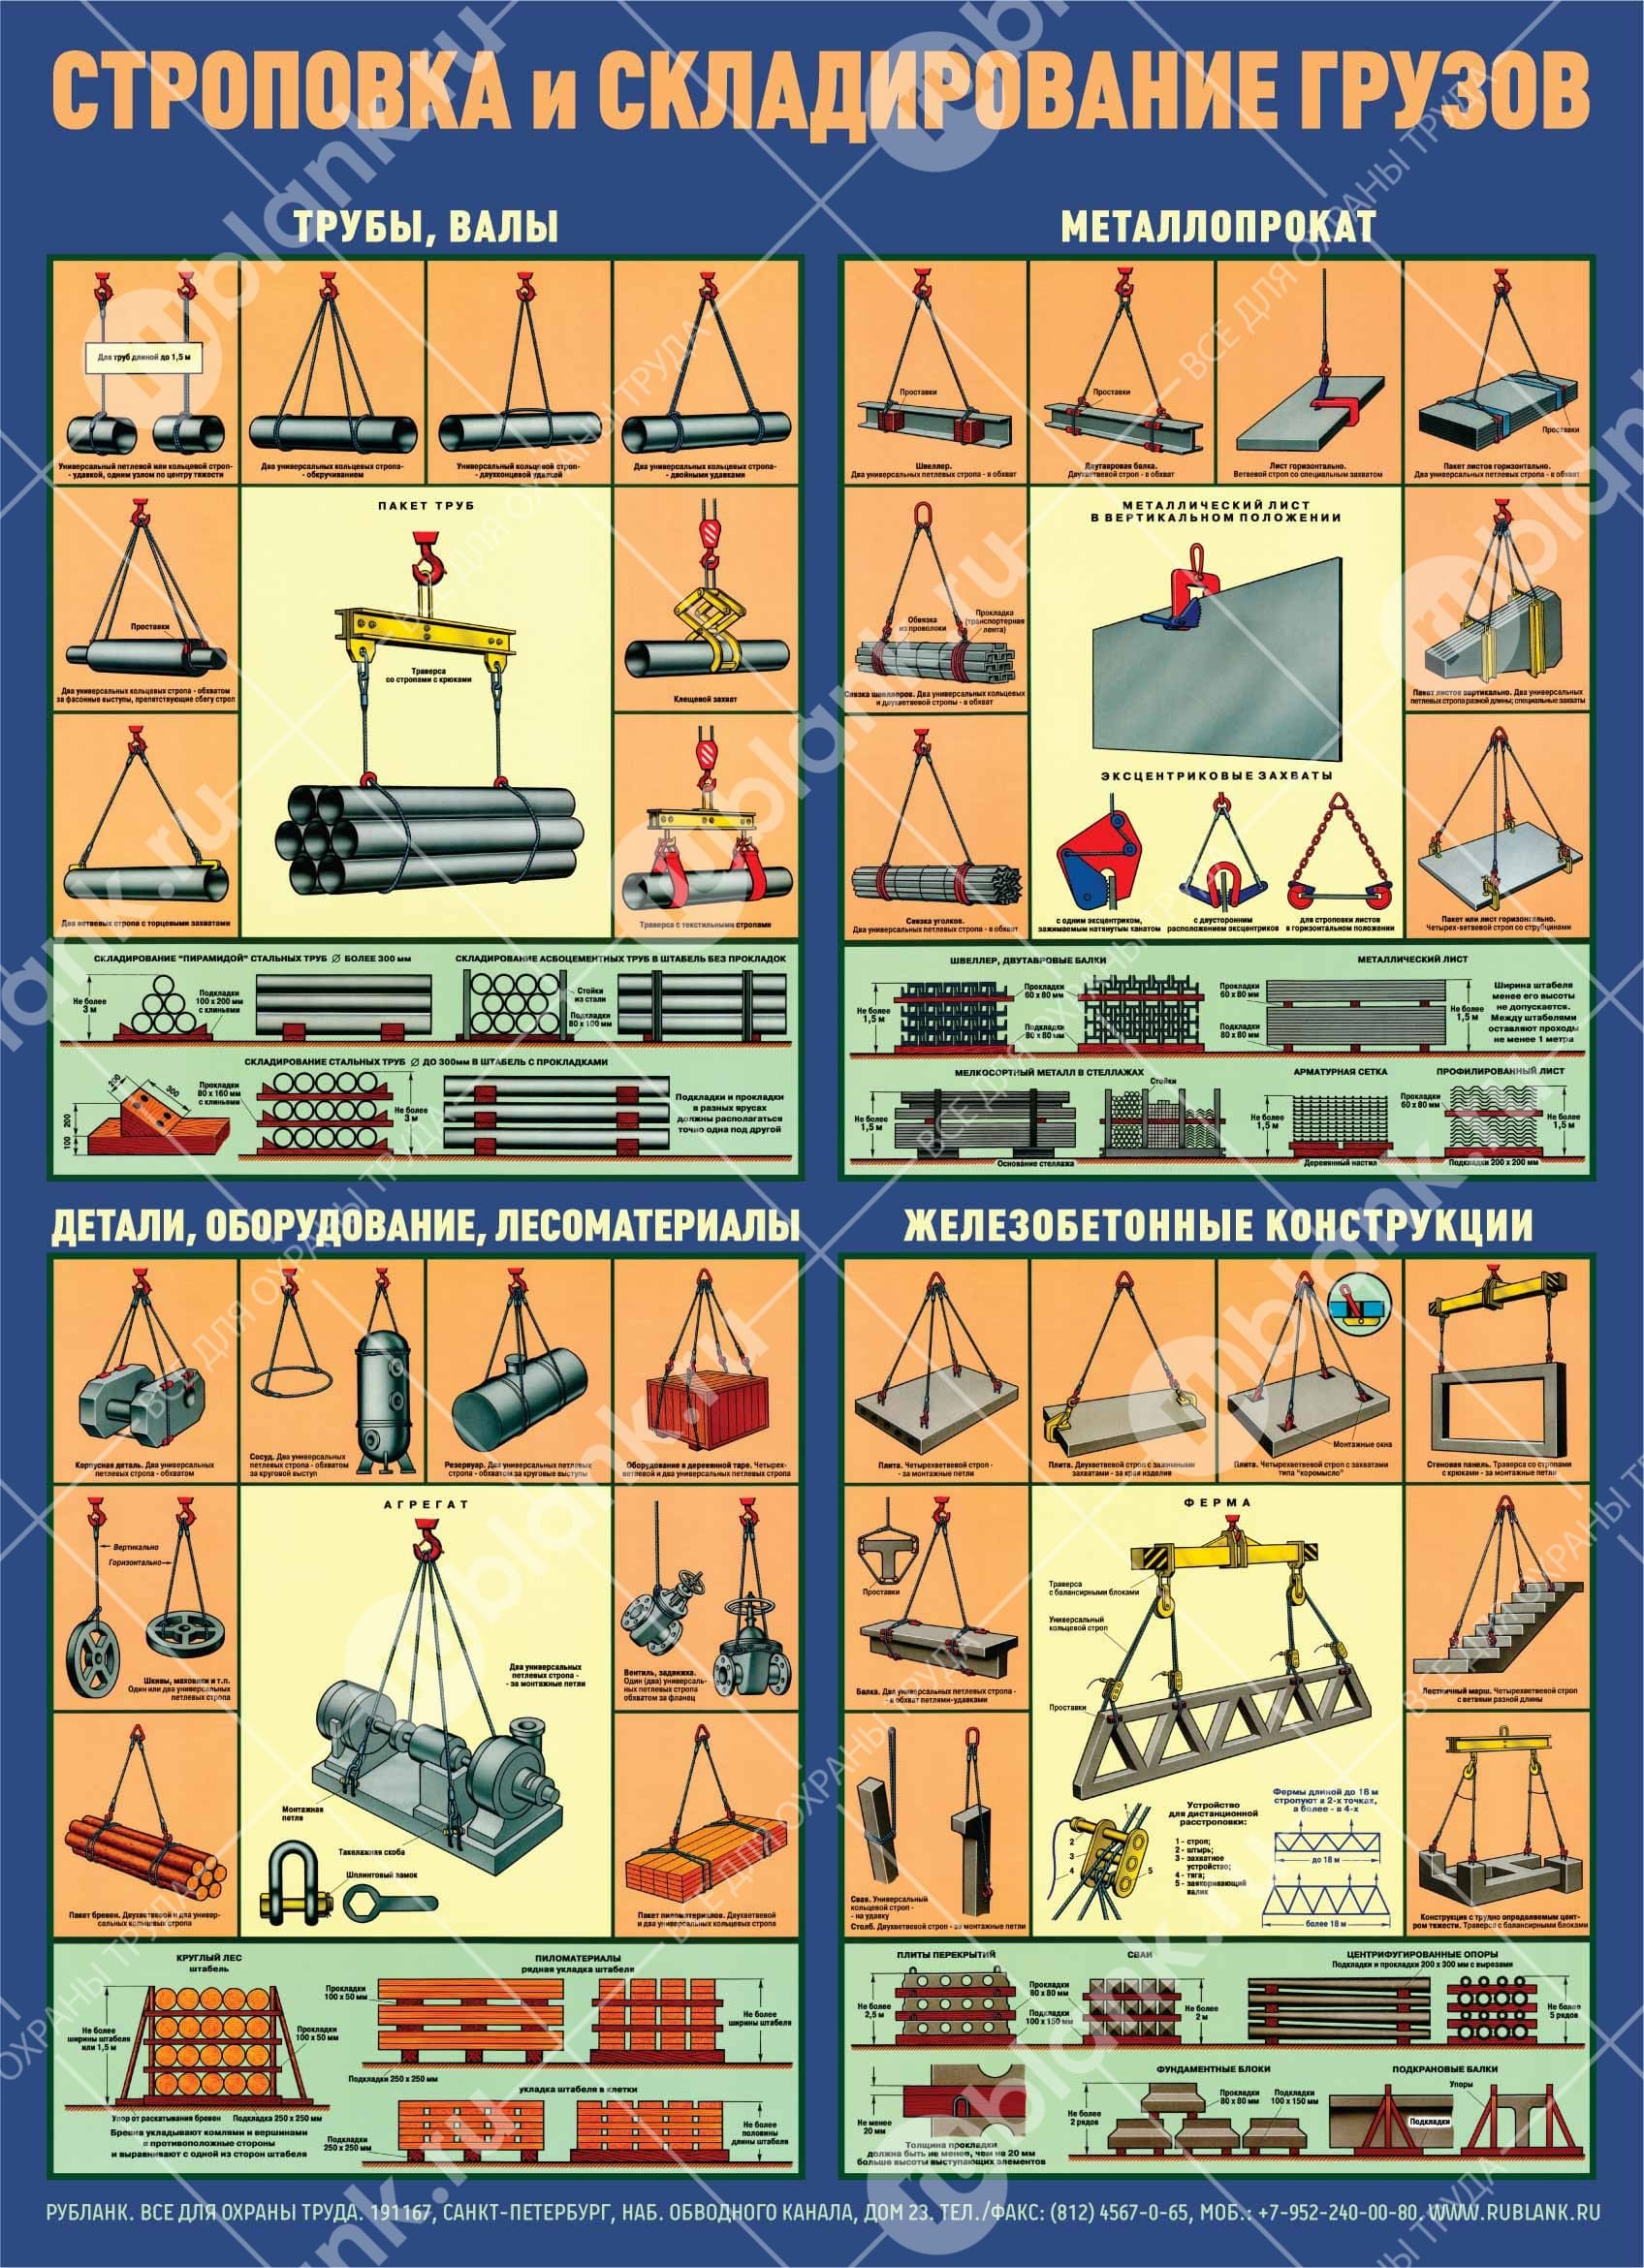 СТРОПОВКА и СКЛАДИРОВАНИЕ ГРУЗОВ
ТРУБЫ, ВАЛЫ
Для труб длиной до 1,5 м
Универсальный петлевой или кольцевой строп-
- удавкой, одним узлом по центру тяжести
Два универсальных кольцевых стропа-
- обкручиванием
Универсальный кольцевой строп-
- двухконцевой удавкой
Два универсальных кольцевых стропа-
- двойными удавками
Проставки
Два универсальных кольцевых стропа - обхватом
за фасонные выступы, препятствующие сбегу строп
ПАКЕТ ТРУБ
Траверса
со стропами с крюками
Клещевой захват
Два ветвевых стропа с торцевыми захватами
Траверса с текстильными стропами
СКЛАДИРОВАНИЕ "ПИРАМИДОЙ" СТАЛЬНЫХ ТРУБ ∅ БОЛЕЕ 300 мм
Не более
3 м
Подкладки
100 х 200 мм
с клиньями
СКЛАДИРОВАНИЕ АСБОЦЕМЕНТНЫХ ТРУБ В ШТАБЕЛЬ БЕЗ ПРОКЛАДОК
Стойки
из стали
Подкладки
80 х 100 мм
СКЛАДИРОВАНИЕ СТАЛЬНЫХ ТРУБ ∅ ДО 300мм В ШТАБЕЛЬ С ПРОКЛАДКАМИ
200
300
200
100
Прокладки
80 х 160 мм
с клиньями
Не более
3 м
Подкладки и прокладки
в разных ярусах
должны располагаться
точно одна под другой
МЕТАЛЛОПРОКАТ
Проставки
Швеллер.
Два универсальных петлевых стропа - в обхват
Проставки
Двутавровая балка.
Двухветвевой строп - в обхват
Лист горизонтально.
Ветвевой строп со специальным захватом
Проставки
Пакет листов горизонтально.
Два универсальных петлевых стропа - в обхват
Обвязка
из проволоки
Прокладка
(транспортерная
лента)
Связка швеллеров. Два универсальных кольцевых
и двухветвевой стропы - в обхват
МЕТАЛЛИЧЕСКИЙ ЛИСТ
В ВЕРТИКАЛЬНОМ ПОЛОЖЕНИИ
Пакет листов вертикально. Два универсальных
петлевых стропа разной длины; специальные захваты
Связка уголков.
Два универсальных петлевых стропа - в обхват
ЭКСЦЕНТРИКОВЫЕ ЗАХВАТЫ
с одним эксцентриком,
зажимаемым натянутым канатом
с двусторонним
расположением эксцентриков
для строповки листов
в горизонтальном положении
Пакет или лист горизонтально.
Четырех-ветвевой строп со струбцинами
ШВЕЛЛЕР, ДВУТАВРОВЫЕ БАЛКИ
Не более
1,5 м
Прокладки
60 х 80 мм
Подкладки
80 х 80 мм
МЕТАЛЛИЧЕСКИЙ ЛИСТ
Прокладки
60 х 80 мм
Подкладки
80 х 80 мм
Не более
1,5 м
Ширина штабеля
менее его высоты
не допускается.
Между штабелями
оставляют проходы
не менее 1 метра
МЕЛКОСОРТНЫЙ МЕТАЛЛ В СТЕЛЛАЖАХ
Не более
1,5 м
Стойки
Основание стеллажа
АРМАТУРНАЯ СЕТКА
Не более
1,5 м
Деревянный настил
ПРОФИЛИРОВАННЫЙ ЛИСТ
Прокладки
60 х 80 мм
Не более
1,5 м
Подкладки 200 х 200 мм
ДЕТАЛИ, ОБОРУДОВАНИЕ, ЛЕСОМАТЕРИАЛЫ
Корпусная деталь. Два универсальных
петлевых стропа - обхватом
Сосуд. Два универсальных
петлевых стропа - обхватом
за круговой выступ
Резервуар. Два универсальных петлевых
стропа - обхватом за круговые выступы
Оборудование в деревянной таре. Четырех-
ветвевой и два универсальных петлевых стропа
Вертикально
Горизонтально
Шкивы, маховики и т.п.
Один или два универсальных
петлевых стропа
АГРЕГАТ
Два универсальных
петлевых стропа -
- за монтажные петли
Монтажная
петля
Такелажная скоба
Шплинтовый замок
Вентиль, задвижка.
Один (два) универсаль-
ных петлевых стропа
обхватом за фланец
Пакет бревен. Двухветвевой и два универ-
сальных кольцевых стропа
Пакет пиломатериалов. Двухветвевой
и два универсальных кольцевых стропа
КРУГЛЫЙ ЛЕС
штабель
Не более
ширины штабеля
или 1,5 м
Прокладки
100 х 50 мм
Упор от раскатывания бревен
Подкладка 250 х 250 мм
Бревна укладывают комлями и вершинами
в противоположные стороны
и выравнивают с одной из сторон штабеля
ПИЛОМАТЕРИАЛЫ
рядная укладка штабеля
Прокладки
100 х 50 мм
Не более
ширины штабеля
Подкладки 250 х 250 мм
укладка штабеля в клетки
Подкладки
250 х 250 мм
Не более
половины
длины штабеля
ЖЕЛЕЗОБЕТОННЫЕ КОНСТРУКЦИИ
Плита. Четырехветвевой строп -
- за монтажные петли
Плита. Двухветвевой строп с зажимными
захватами - за края изделия
Монтажные окна
Плита. Четырехветвевой строп с захватами
типа "коромысло"
Стеновая панель. Траверса со стропами
с крюками - за монтажные петли
Проставки
Балка. Два универсальных петлевых стропа -
- в обхват петлями-удавками
ФЕРМА
Траверса
с балансирными блоками
Универсальный
кольцевой строп
Проставки
Лестничный марш. Четырехветвевой строп
с ветвями разной длины
Свая. Универсальный
кольцевой строп -
- на удавку
Столб. Двухветвевой строп - за монтажные петли
1
2
3
4
5
Устройство
для дистанционной
расстроповки:
1 - строп;
2 - штырь;
3 - захватное
устройство;
4 - тяга;
5 - заякоривающий
валик
Фермы длиной до 18 м
стропуют в 2-х точках,
а более - в 4-х
до 18 м
более 18 м
Конструкция с трудно определяемым цент-
ром тяжести. Траверса с балансирными блоками
ПЛИТЫ ПЕРЕКРЫТИЙ
Не более
2,5 м
Прокладки
60 х 80 мм
Подкладки
100 х 150 мм
СВАИ
Не более
2 м
ЦЕНТРИФУГИРОВАННЫЕ ОПОРЫ
Подкладки и прокладки 200 х 300 мм с вырезами
Не более
5 рядов
Не менее
20 мм
Толщина прокладки
должна быть не менее, чем на 20 мм
больше высоты выступающих элементов
ФУНДАМЕНТНЫЕ БЛОКИ
Не более
2 рядов
Прокладки
80 х 80 мм
Подкладки
100 х 150 мм
ПОДКРАНОВЫЕ БАЛКИ
Упоры
Подкладки
РУБЛАНК. ВСЕ ДЛЯ ОХРАНЫ ТРУДА. 191167, САНКТ-ПЕТЕРБУРГ, НАБ. ОБВОДНОГО КАНАЛА, ДОМ 23. ТЕЛ./ФАКС: (812) 4567-0-65, МОБ.: +7-952-240-00-80, WWW.RUBLANK.RU
rublank.ru
ВСЕ ДЛЯ ОХРАНЫ ТРУДА